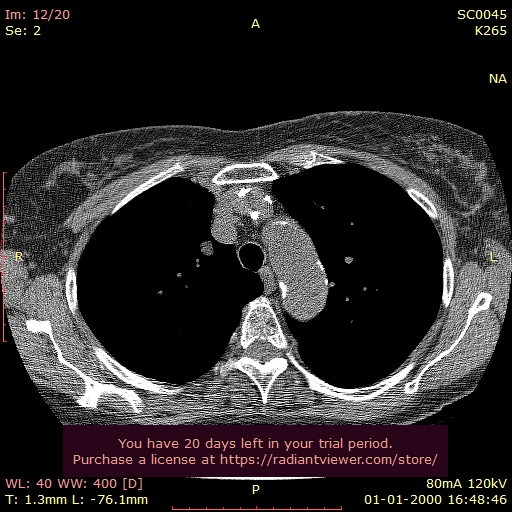 Im: 12/20
Se: 2
A
SC0045
K265
NA
R
L
You have 20 days left in your trial period.
Purchase a license at https://radiantviewer.com/store/
WL: 40 WW: 400 [D]
T: 1.3mm L: -76.1mm
P
80mA 120kV
01-01-2000 16:48:46